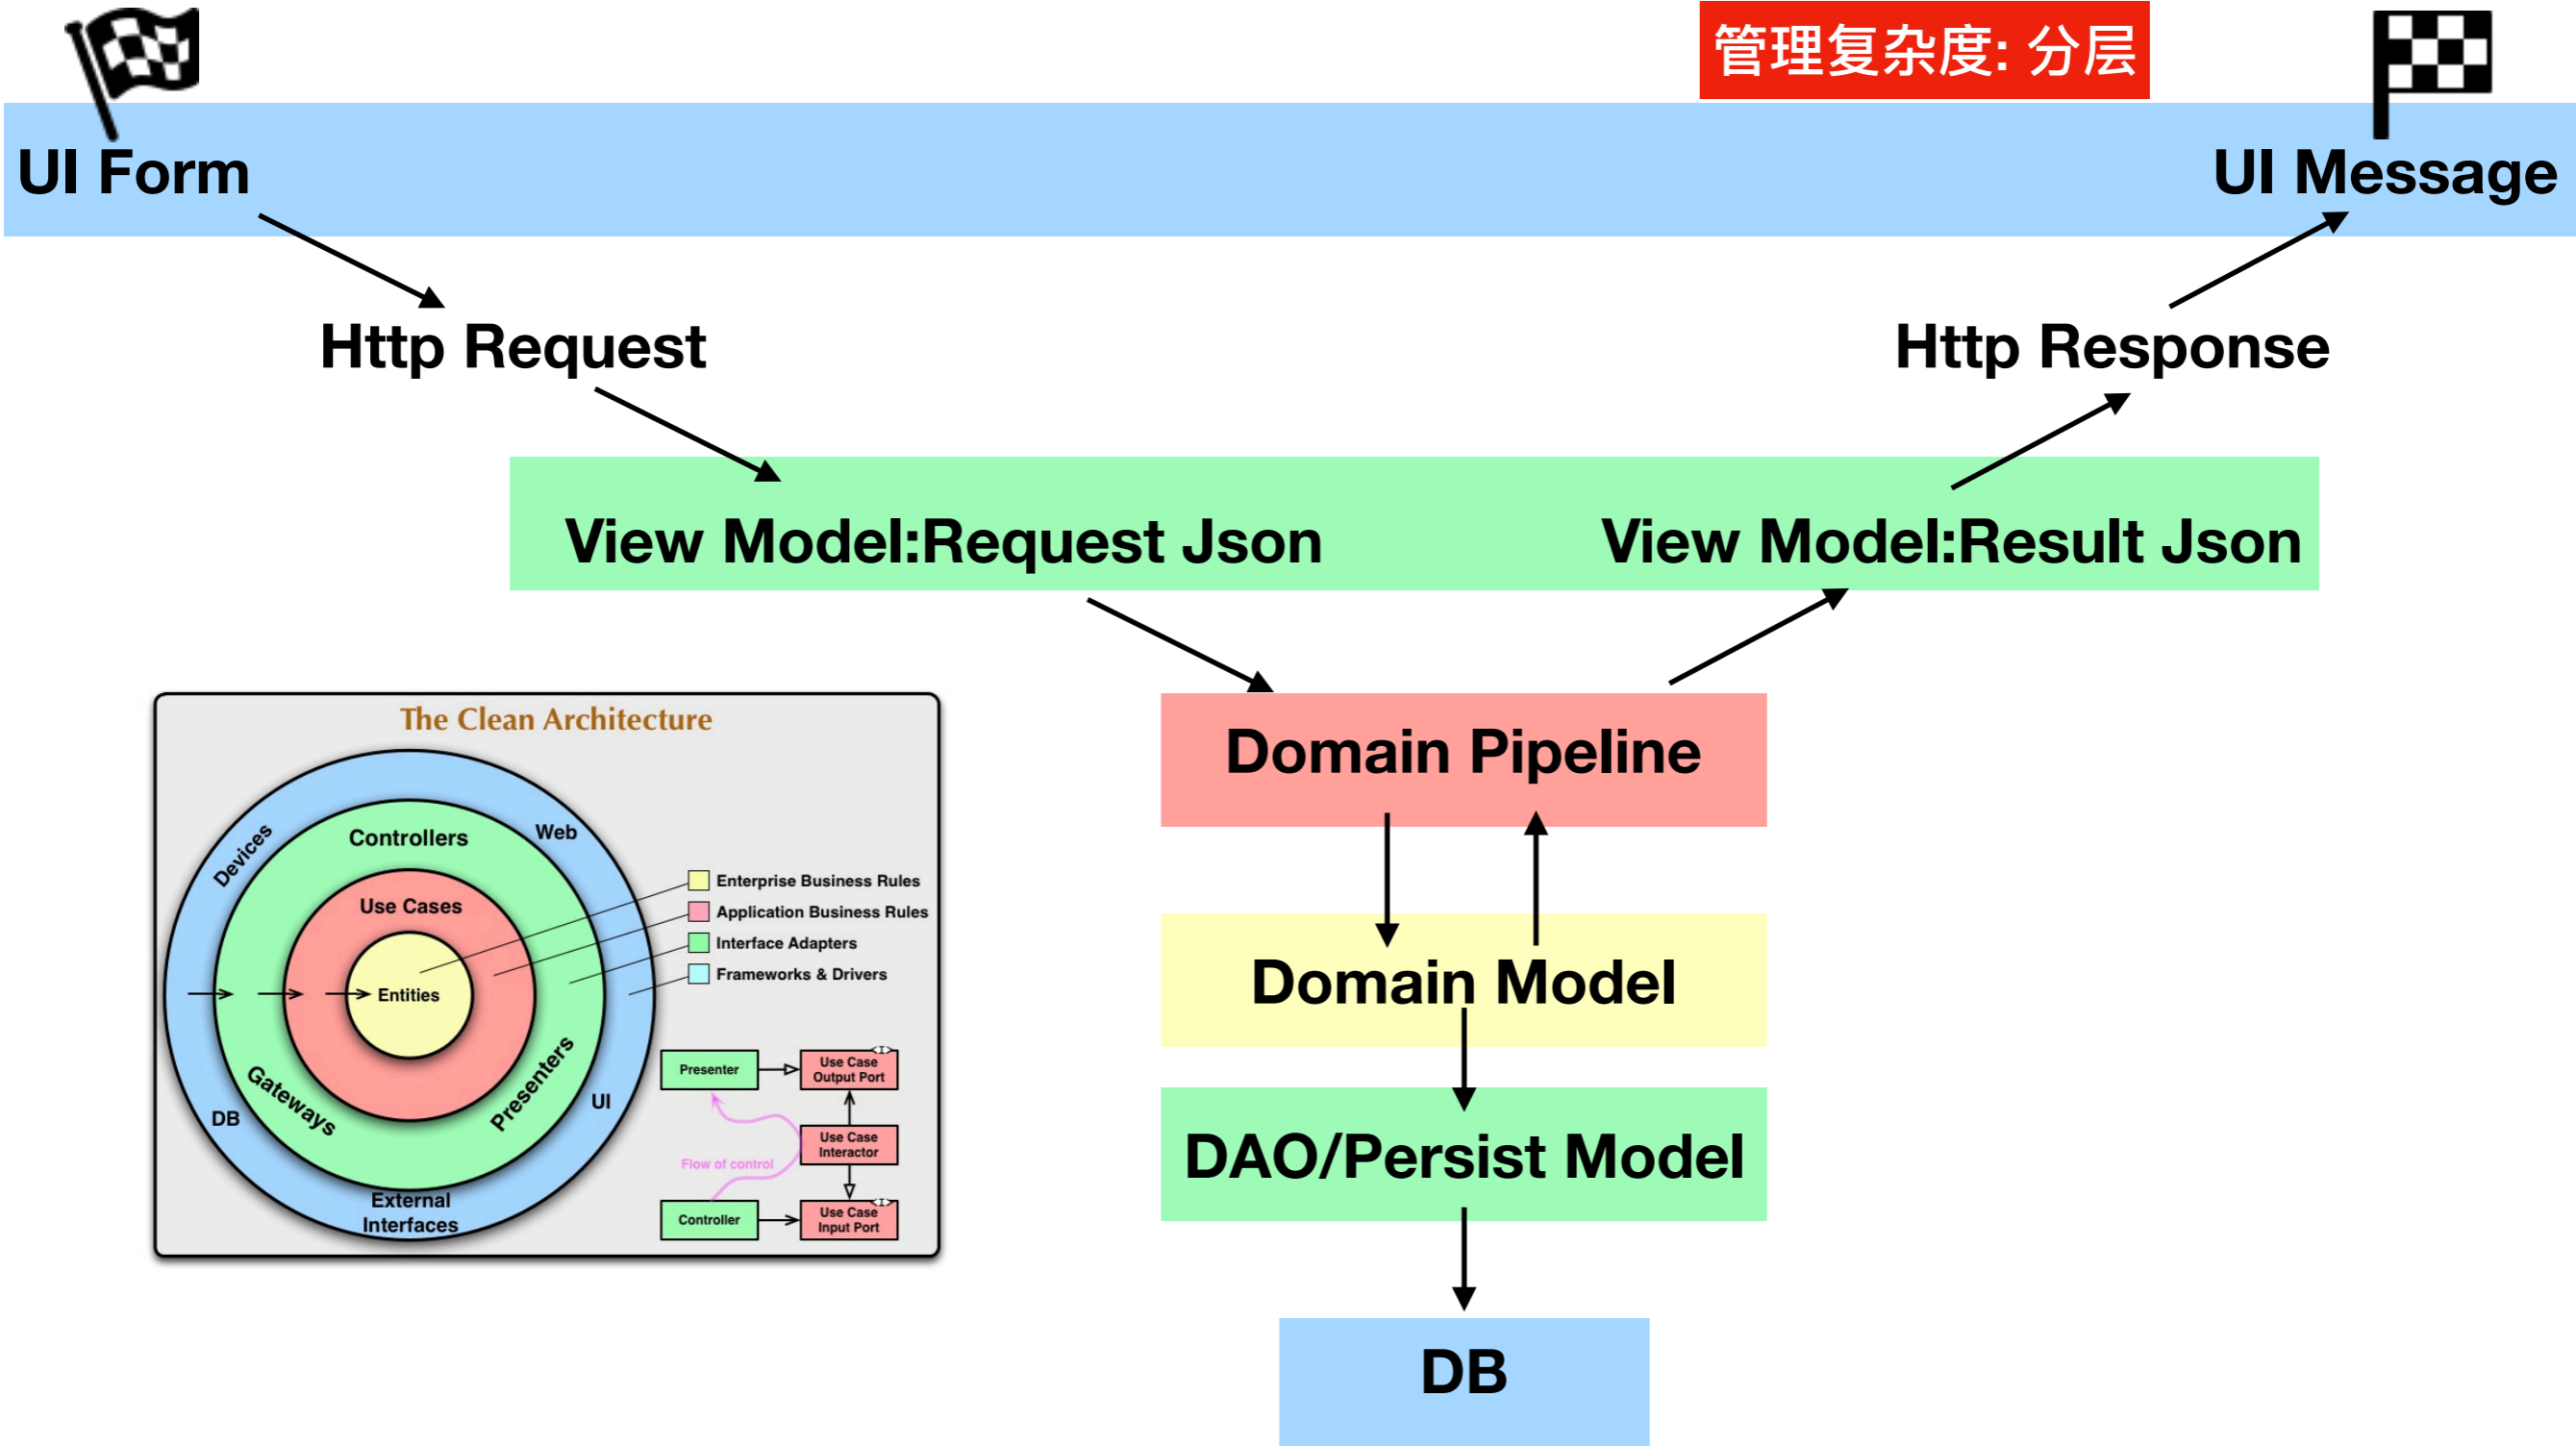 管理复杂度: 分层
UI Form
UI Message
Http Request
Http Response
View Model:Request Json
View Model:Result Json
Domain Pipeline
Domain Model
DAO/Persist Model
DB
The Clean Architecture
Devices
Web
Controllers
Use Cases
Entities
Gateways
Presenters
DB
UI
External
Interfaces
Enterprise Business Rules
Application Business Rules
Interface Adapters
Frameworks & Drivers
Presenter
<I>
Use Case
Output Port
Flow of control
Use Case
Interactor
Controller
<I>
Use Case
Input Port